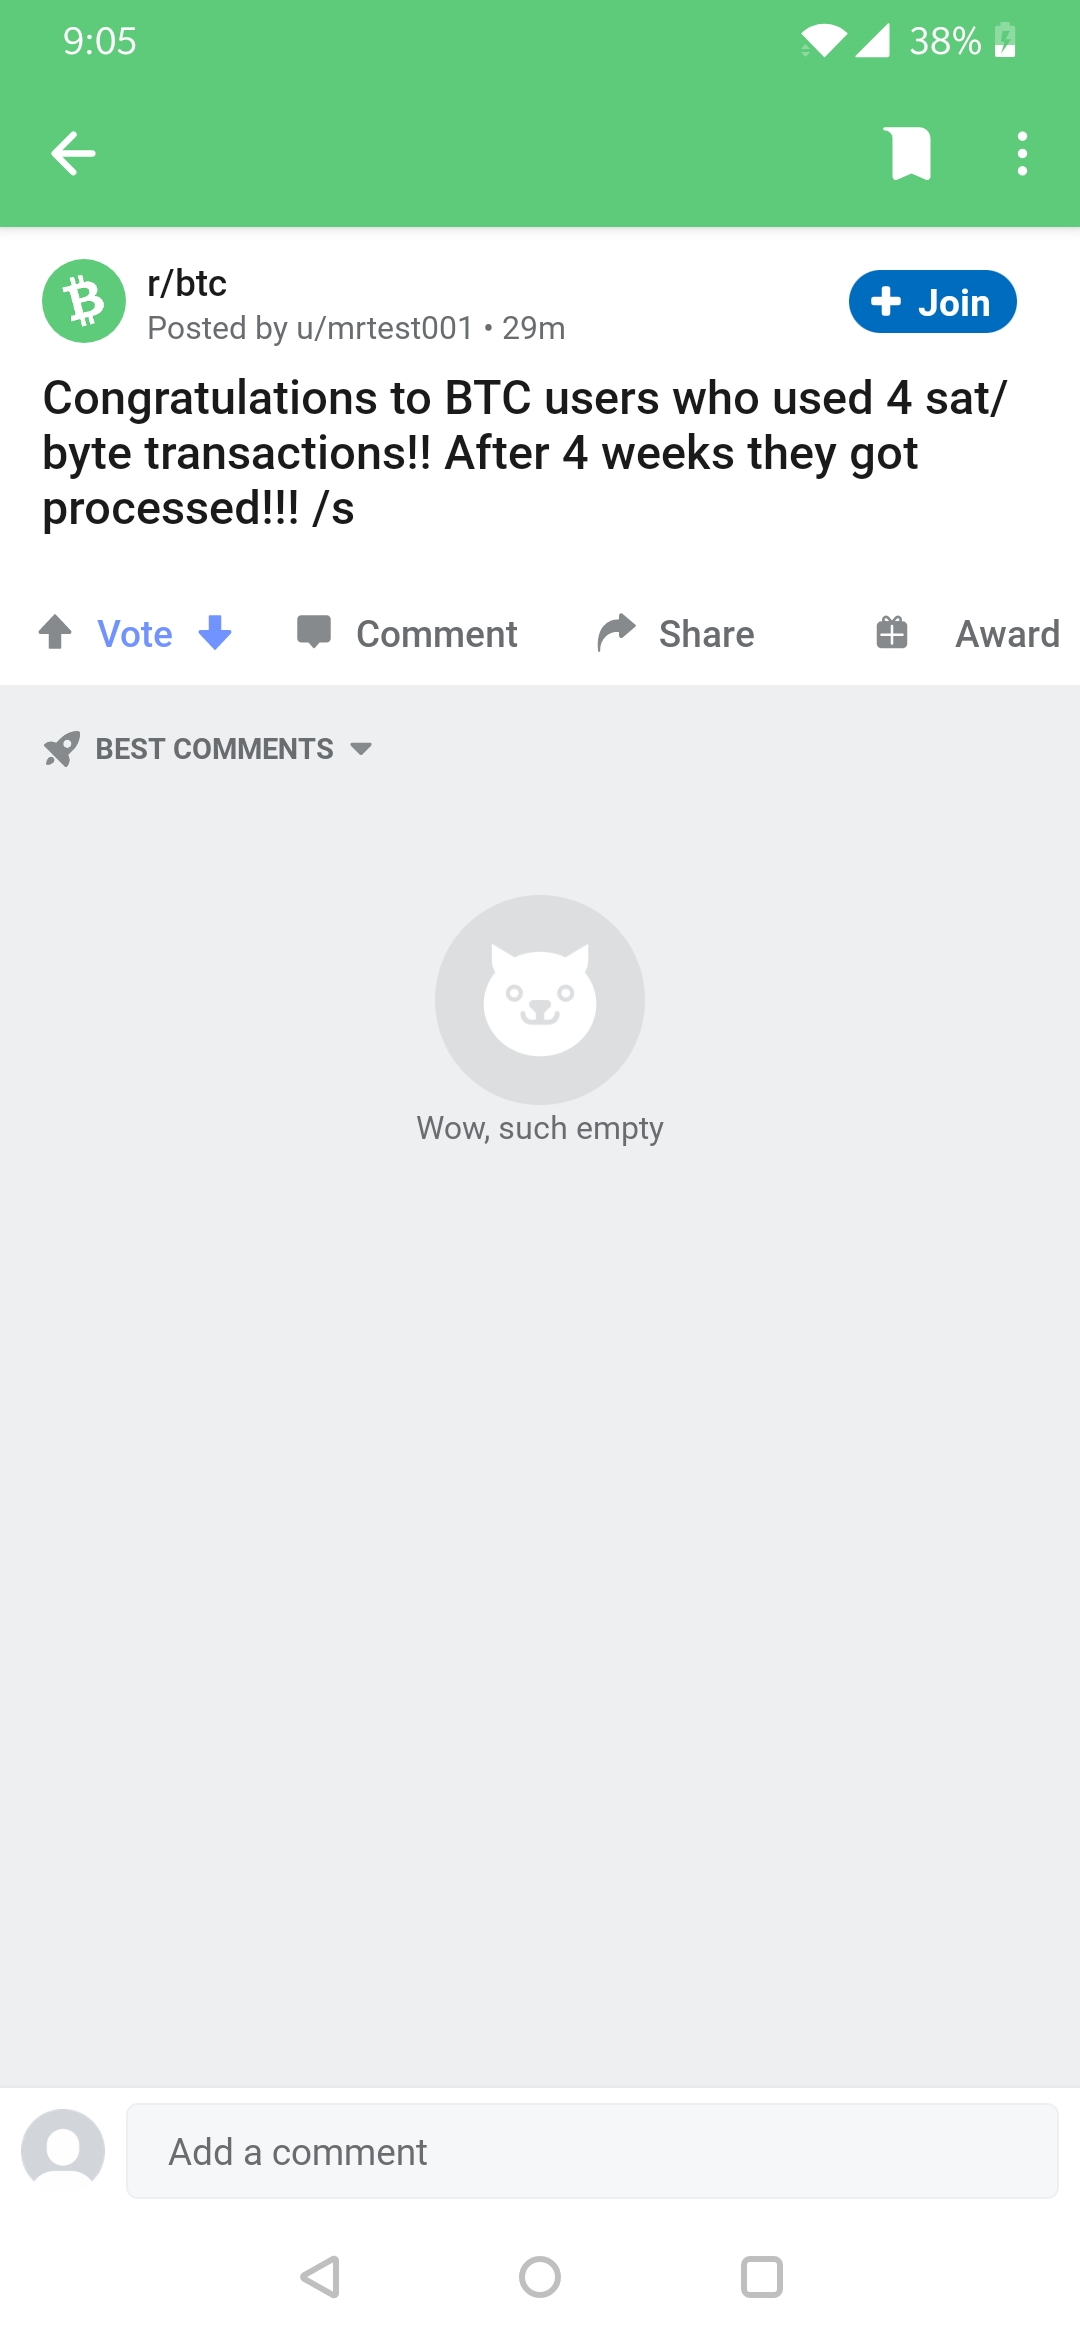 9:05
38%
r/btc
Posted by u/mrtest001 • 29m
Join
Congratulations to BTC users who used 4 sat/
byte transactions!! After 4 weeks they got
processed!!! /s
Vote Comment Share Award
BEST COMMENTS
Wow, such empty
Add a comment